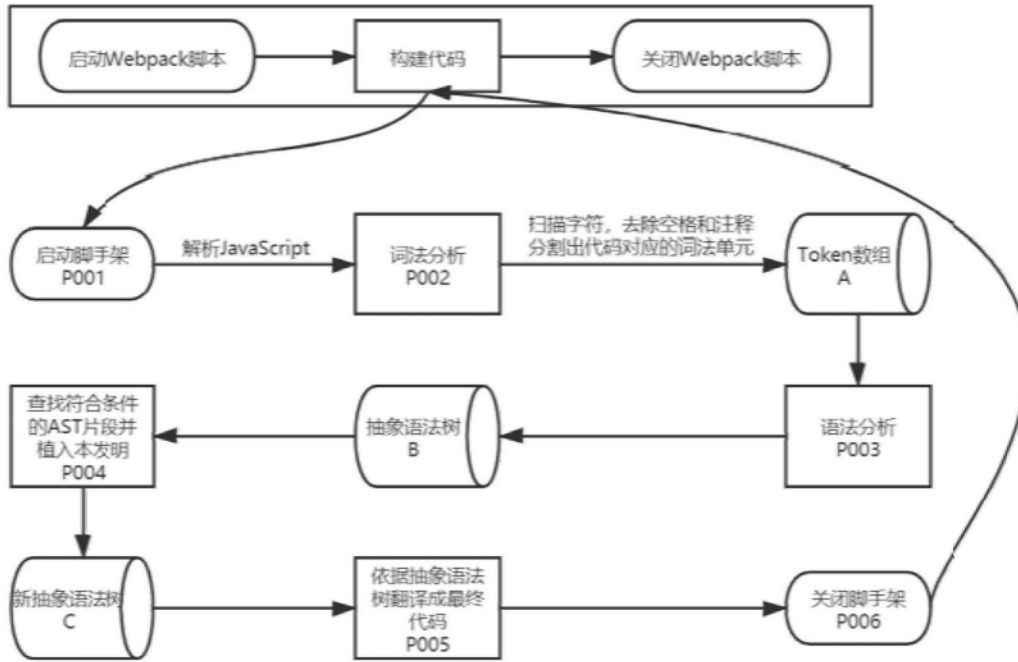 启动Webpack脚本
构建代码
关闭Webpack脚本
启动脚手架
P001
解析JavaScript
词法分析
P002
扫描字符，去除空格和注释
分割出代码对应的词法单元
Token数组
A
查找符合条件
的AST片段并
植入本发明
P004
抽象语法树
B
语法分析
P003
新抽象语法树
C
依据抽象语法
树翻译成最终
代码
P005
关闭脚手架
P006